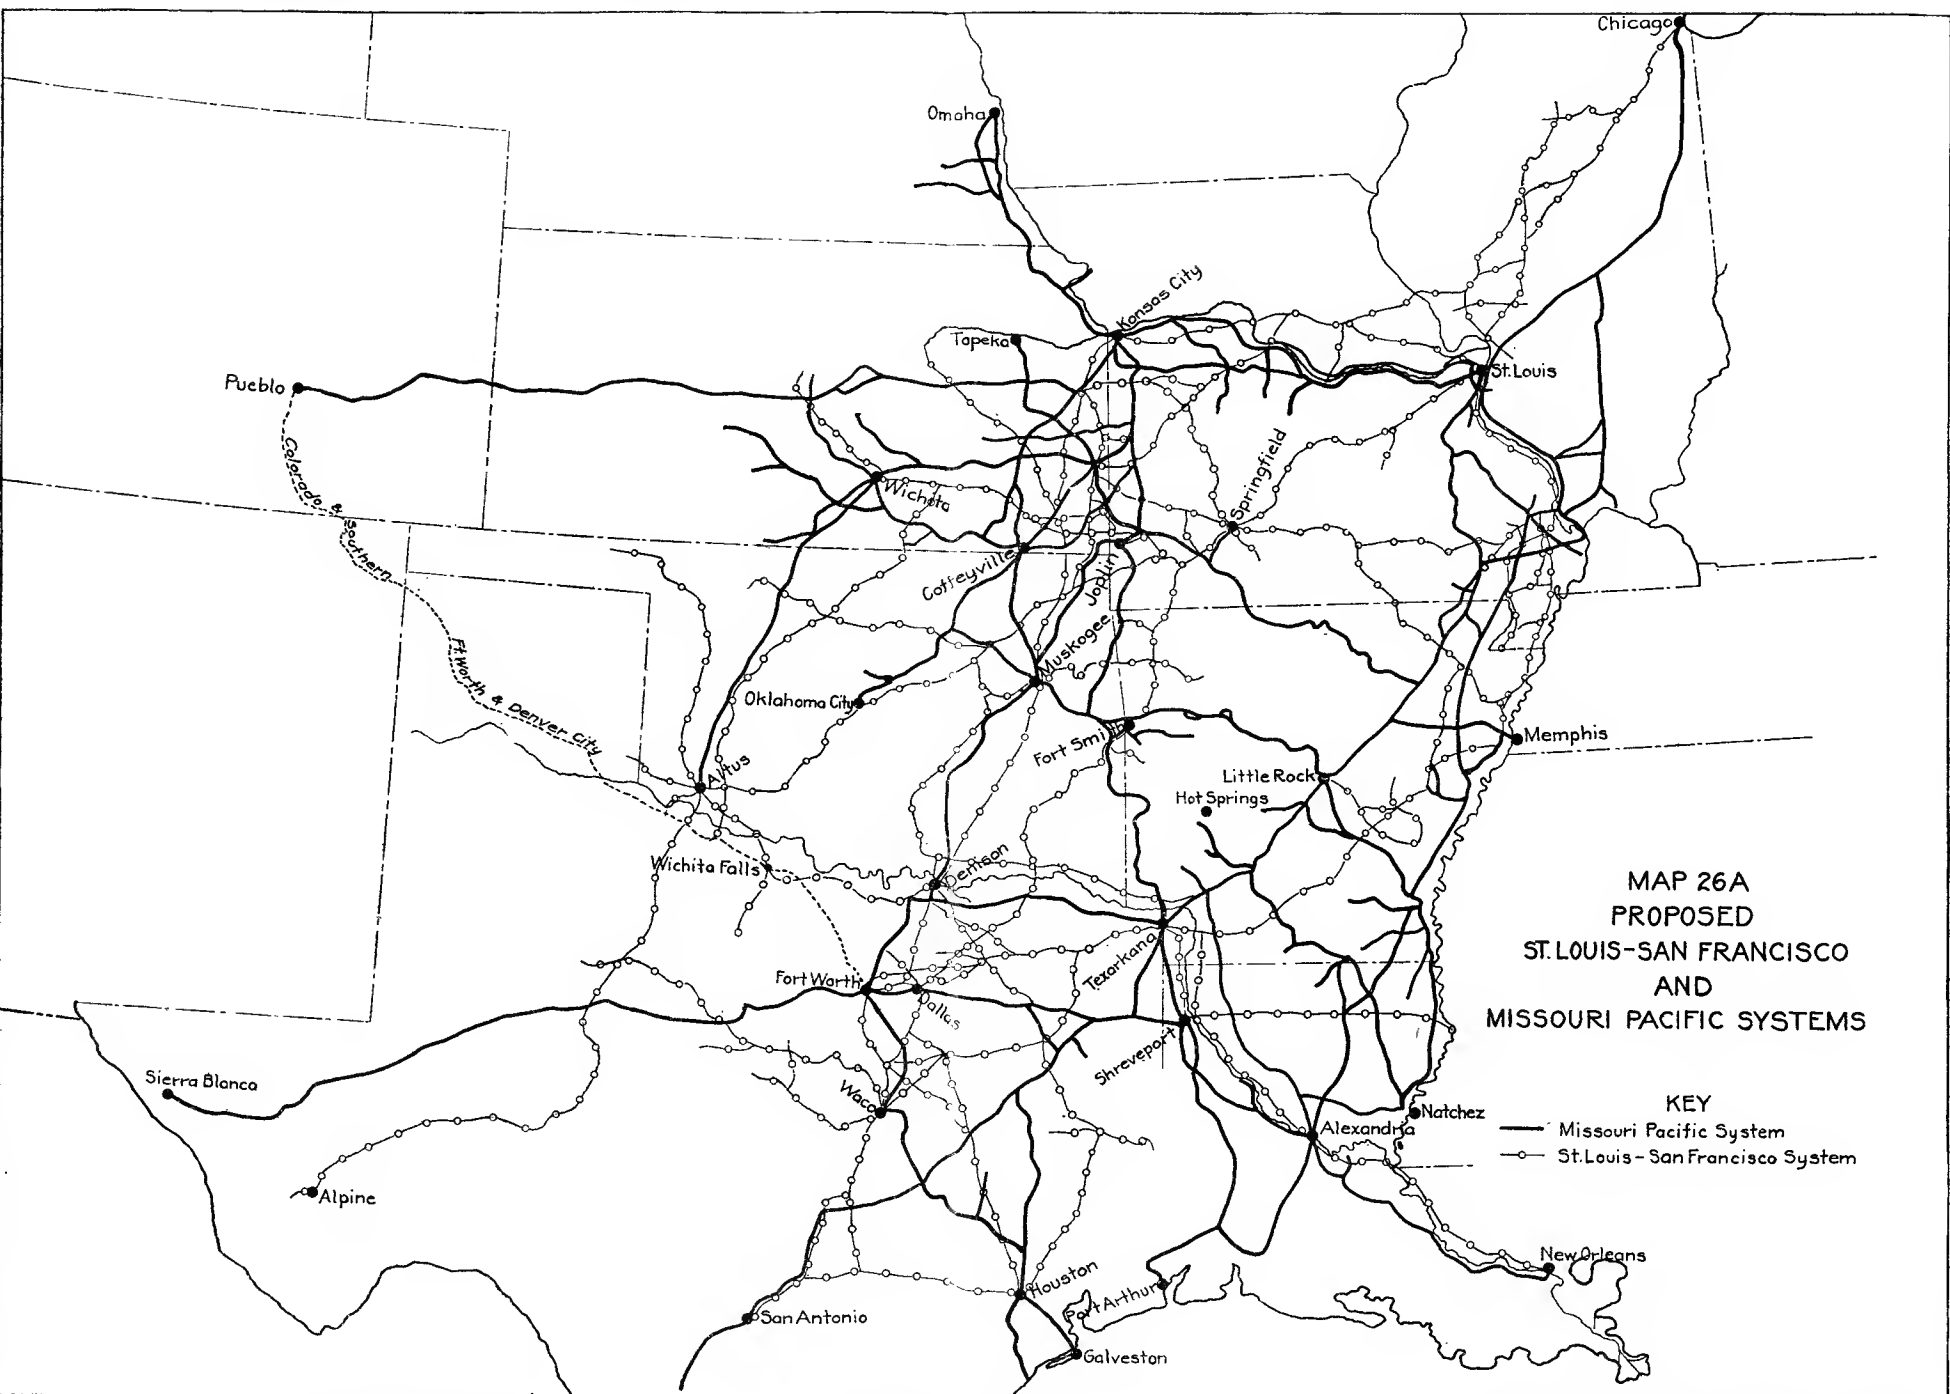 Chicago
Omaha
Kansas City
Topeka
St. Louis
Pueblo
Colorado & Southern
Springfield
Wichita
Coffeyville
Joplin
Muskogee
Ft. Worth & Denver City
Oklahoma City
Fort Smith
Memphis
Altus
Little Rock
Hot Springs
Wichita Falls
Denison
MAP 26A
PROPOSED
ST. LOUIS-SAN FRANCISCO
AND
MISSOURI PACIFIC SYSTEMS
Texarkana
Fort Worth
Dallas
Shreveport
Sierra Blanca
Waco
KEY
Missouri Pacific System
St. Louis-San Francisco System
Natchez
Alexandria
Alpine
New Orleans
Houston
Port Arthur
San Antonio
Galveston